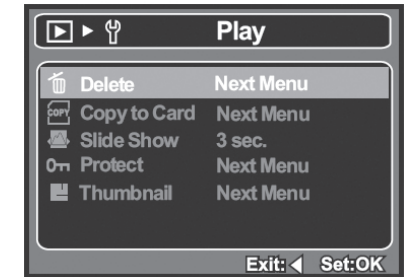 Play
Delete Next Menu
COPY Copy to Card Next Menu
Slide Show 3 sec.
Protect Next Menu
Thumbnail Next Menu
Exit: Set:OK